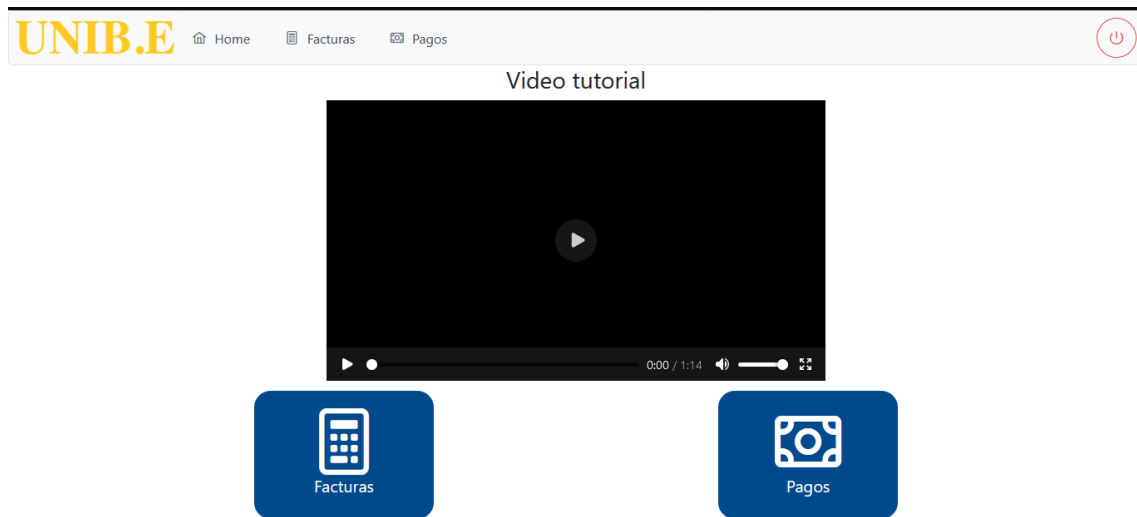 UNIB.E Home Facturas Pagos
Video tutorial
0:00 / 1:14
Facturas
Pagos